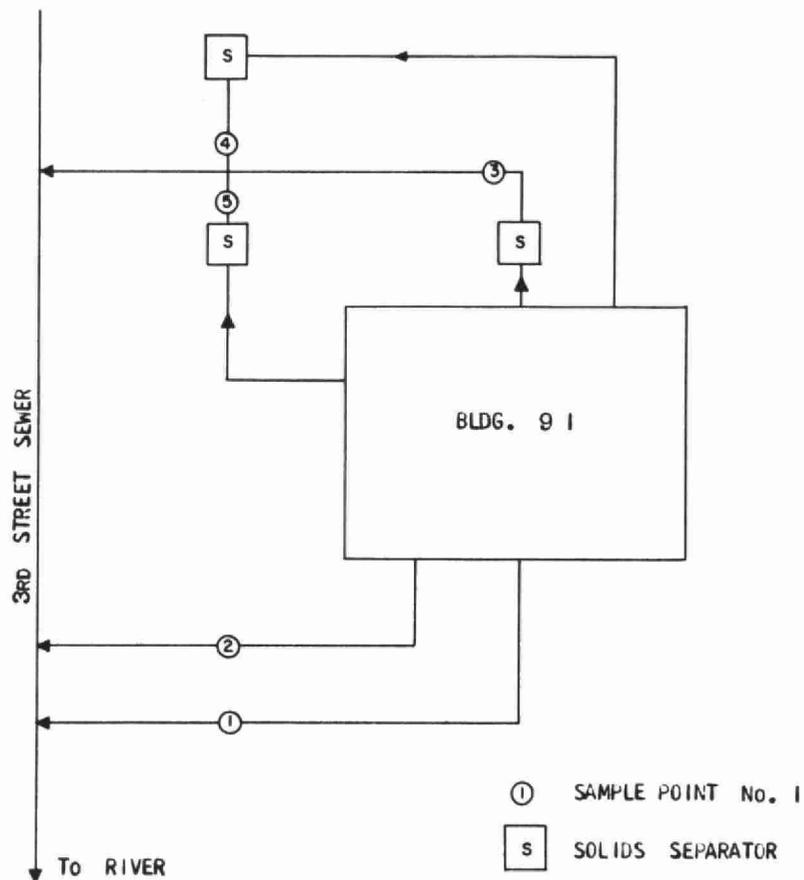 S
4
3
5
S
S
BLDG. 91
3RD STREET SEWER
2
1
1 SAMPLE POINT No. 1
S SOLIDS SEPARATOR
To RIVER